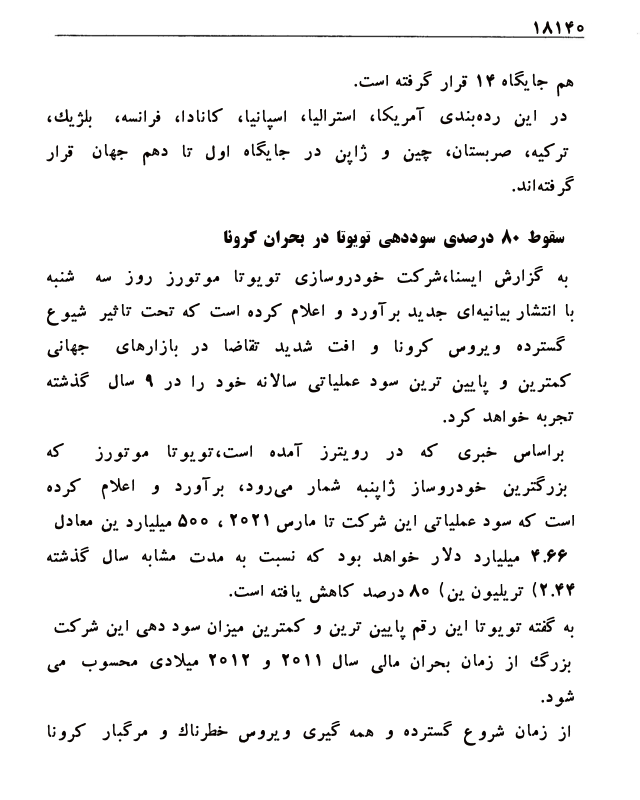 ۱۸۱۴۰
هم جایگاه ۱۴ قرار گرفته است.
در این رده‌بندی آمریکا، استرالیا، اسپانیا، کانادا، فرانسه، بلژیك،
ترکیه، صربستان، چین و ژاپن در جایگاه اول تا دهم جهان قرار
گرفته‌اند.
سقوط ۸۰ درصدی سوددهی تویوتا در بحران کرونا
به گزارش ایسنا،شرکت خودروسازی تویوتا موتورز روز سه شنبه
با انتشار بیانیه‌ای جدید برآورد و اعلام کرده است که تحت تاثیر شیوع
گسترده ویروس کرونا و افت شدید تقاضا در بازارهای جهانی
کمترین و پایین ترین سود عملیاتی سالانه خود را در ۹ سال گذشته
تجربه خواهد کرد.
براساس خبری که در رویترز آمده است،تویوتا موتورز که
بزرگترین خودروساز ژاپنبه شمار می‌رود، برآورد و اعلام کرده
است که سود عملیاتی این شرکت تا مارس ۲۰۲۱ ، ۵۰۰ میلیارد ین معادل
۴.۶۶ میلیارد دلار خواهد بود که نسبت به مدت مشابه سال گذشته
۲.۴۴) تریلیون ین) ۸۰ درصد کاهش یافته است.
به گفته تویوتا این رقم پایین ترین و کمترین میزان سود دهی این شرکت
بزرگ از زمان بحران مالی سال ۲۰۱۱ و ۲۰۱۲ میلادی محسوب می
شود.
از زمان شروع گسترده و همه گیری ویروس خطرناك و مرگبار کرونا